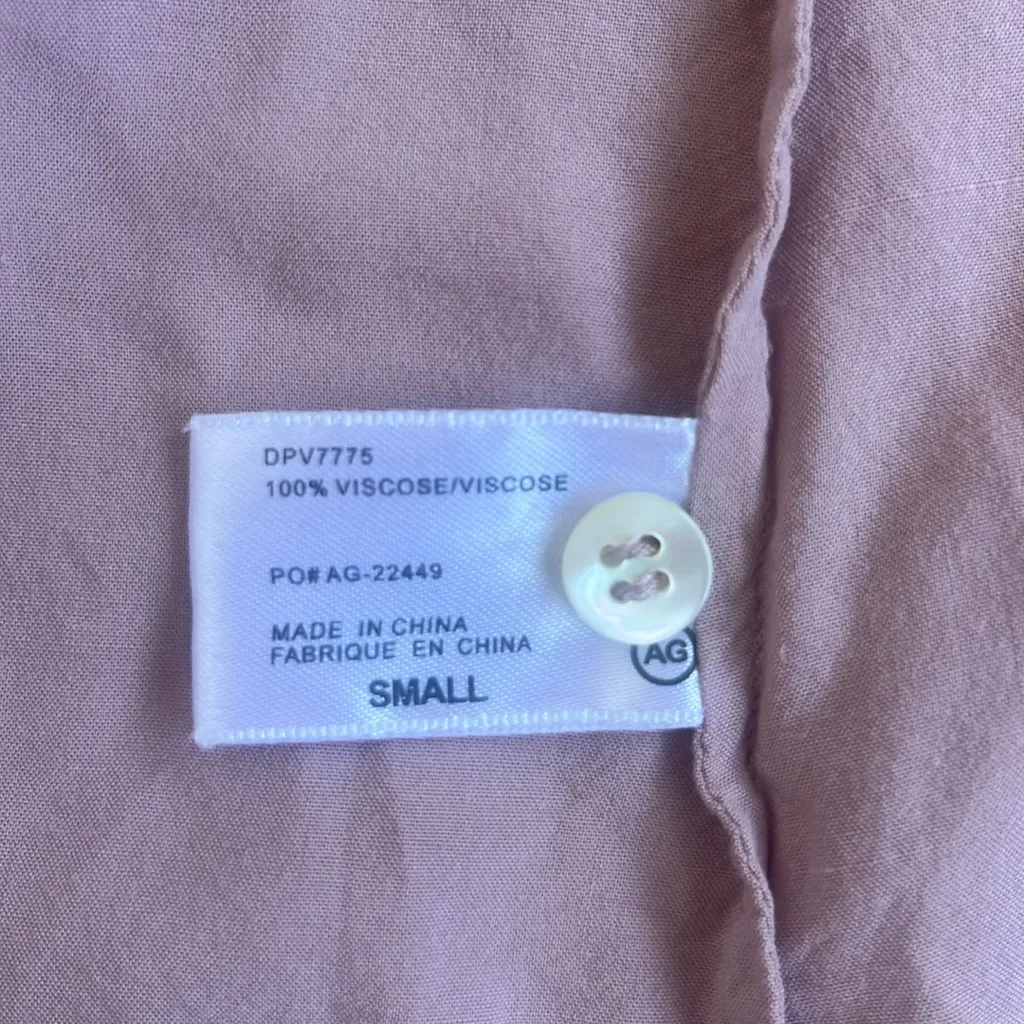 DPV7775
100% VISCOSE/VISCOSE
PO# AG-22449
MADE IN CHINA
FABRIQUE EN CHINA
AG
SMALL